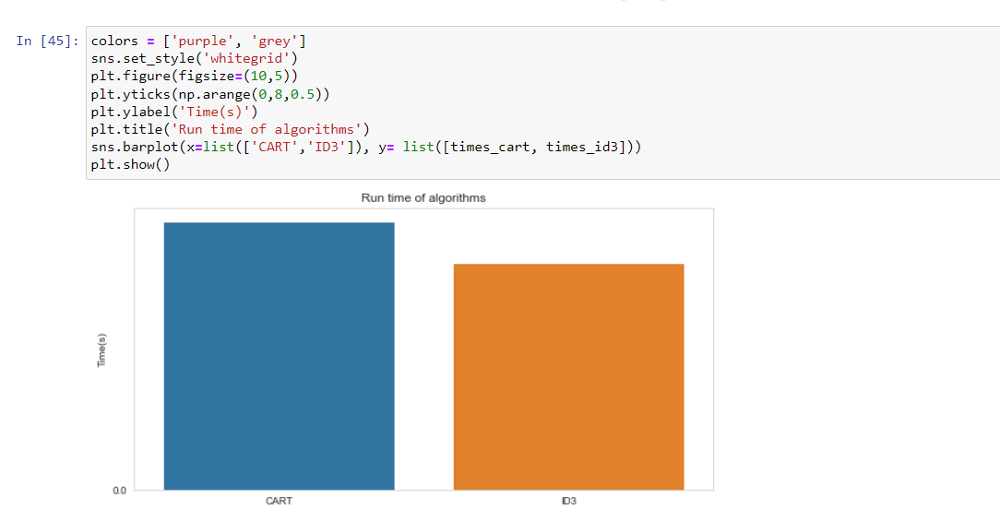 In [45]: colors = ['purple', 'grey']
sns.set_style('whitegrid')
plt.figure(figsize=(10,5))
plt.yticks(np.arange(0,8,0.5))
plt.ylabel('Time(s)')
plt.title('Run time of algorithms')
sns.barplot(x=list(['CART','ID3']), y= list([times_cart, times_id3]))
plt.show()
Run time of algorithms
Time(s)
0.0
CART ID3